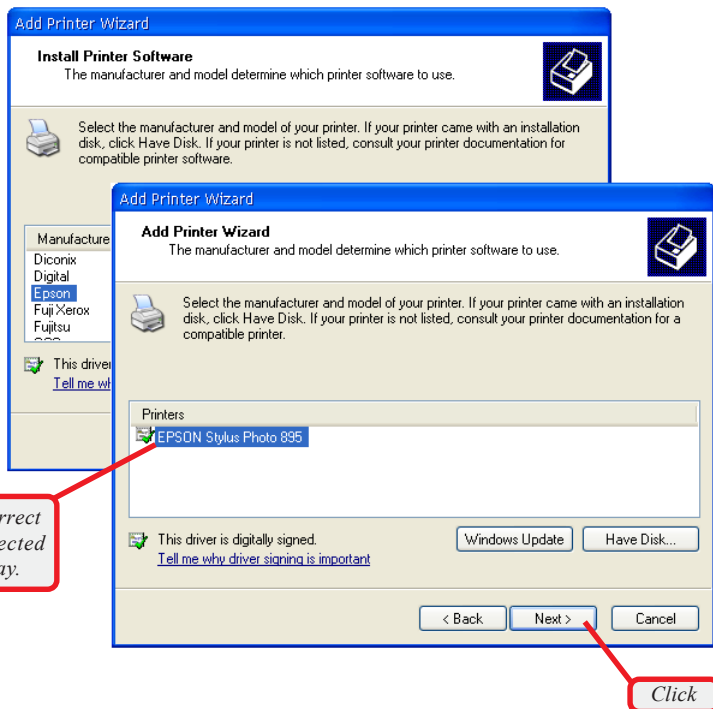 Add Printer Wizard
Install Printer Software
The manufacturer and model determine which printer software to use.
Select the manufacturer and model of your printer. If your printer came with an installation
disk, click Have Disk. If your printer is not listed, consult your printer documentation for
compatible printer software.
Manufacture
Diconix
Digital
Epson
Fuji Xerox
Fujitsu
This driver
Tell me wh
Add Printer Wizard
Add Printer Wizard
The manufacturer and model determine which printer software to use.
Select the manufacturer and model of your printer. If your printer came with an installation
disk, click Have Disk. If your printer is not listed, consult your printer documentation for a
compatible printer.
Printers
EPSON Stylus Photo 895
This driver is digitally signed.
Tell me why driver signing is important
Windows Update
Have Disk...
< Back
Next >
Cancel
rrect
ected
ay.
Click